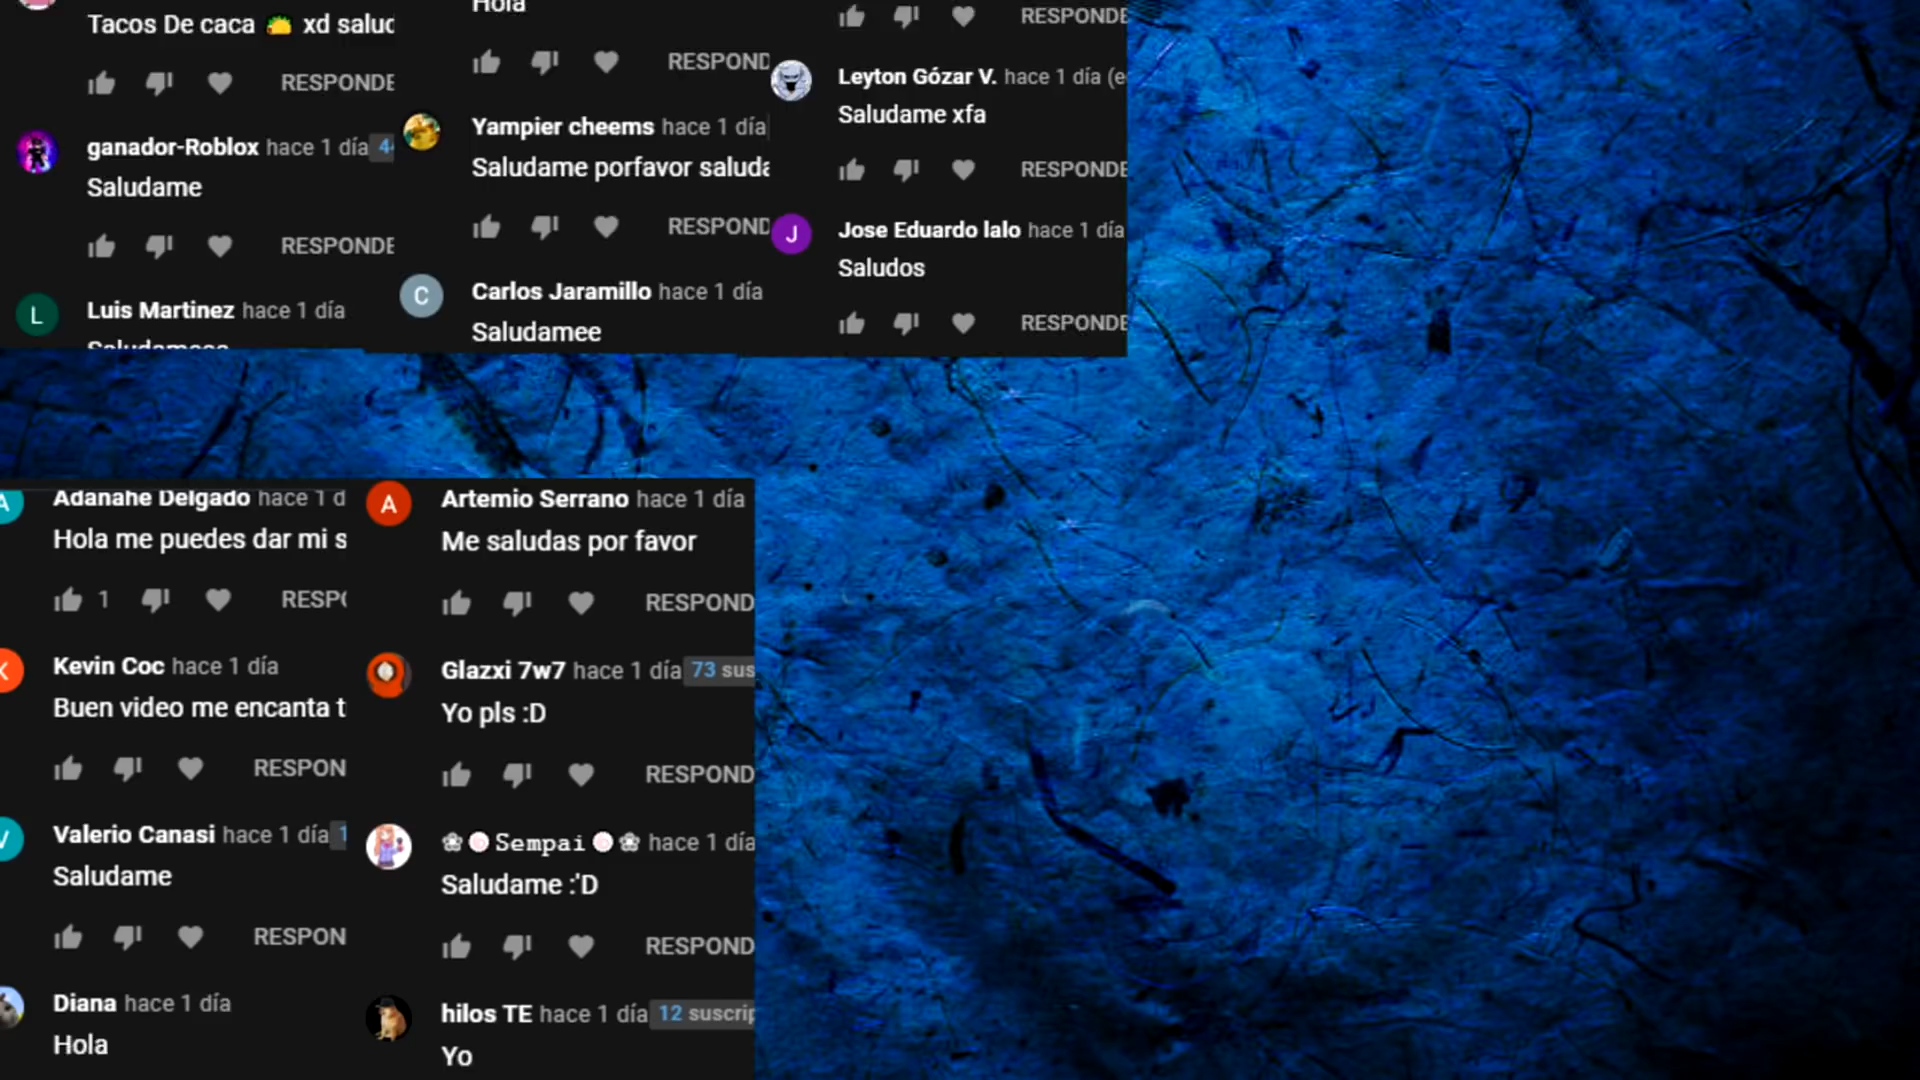 Tacos De caca 🌮 xd salud
RESPONDE
ganador-Roblox hace 1 día
Saludame
RESPONDE
L
Luis Martinez hace 1 día
Hola
RESPOND
Yampier cheems hace 1 día
Saludame porfavor saluda
RESPOND
C
Carlos Jaramillo hace 1 día
Saludamee
RESPONDE
Leyton Gózar V. hace 1 día (e
Saludame xfa
RESPONDE
J
Jose Eduardo lalo hace 1 día
Saludos
RESPONDE
A
Adanahe Delgado hace 1 d
Hola me puedes dar mi s
1 RESP
K
Kevin Coc hace 1 día
Buen video me encanta t
RESPON
V
Valerio Canasi hace 1 día 1
Saludame
RESPON
Diana hace 1 día
Hola
A
Artemio Serrano hace 1 día
Me saludas por favor
RESPOND
Glazxi 7w7 hace 1 día 73 sus
Yo pls :D
RESPOND
❀🍥Sempai🍥❀ hace 1 día
Saludame :'D
RESPOND
hilos TE hace 1 día 12 suscrip
Yo